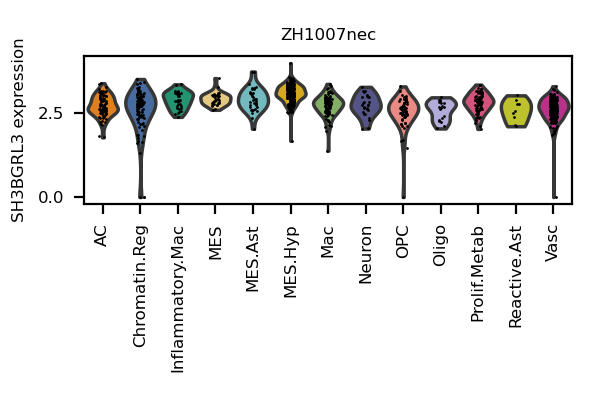 ZH1007nec
SH3BGRL3 expression
2.5
0.0
AC
Chromatin.Reg
Inflammatory.Mac
MES
MES.Ast
MES.Hyp
Mac
Neuron
OPC
Oligo
Prolif.Metab
Reactive.Ast
Vasc